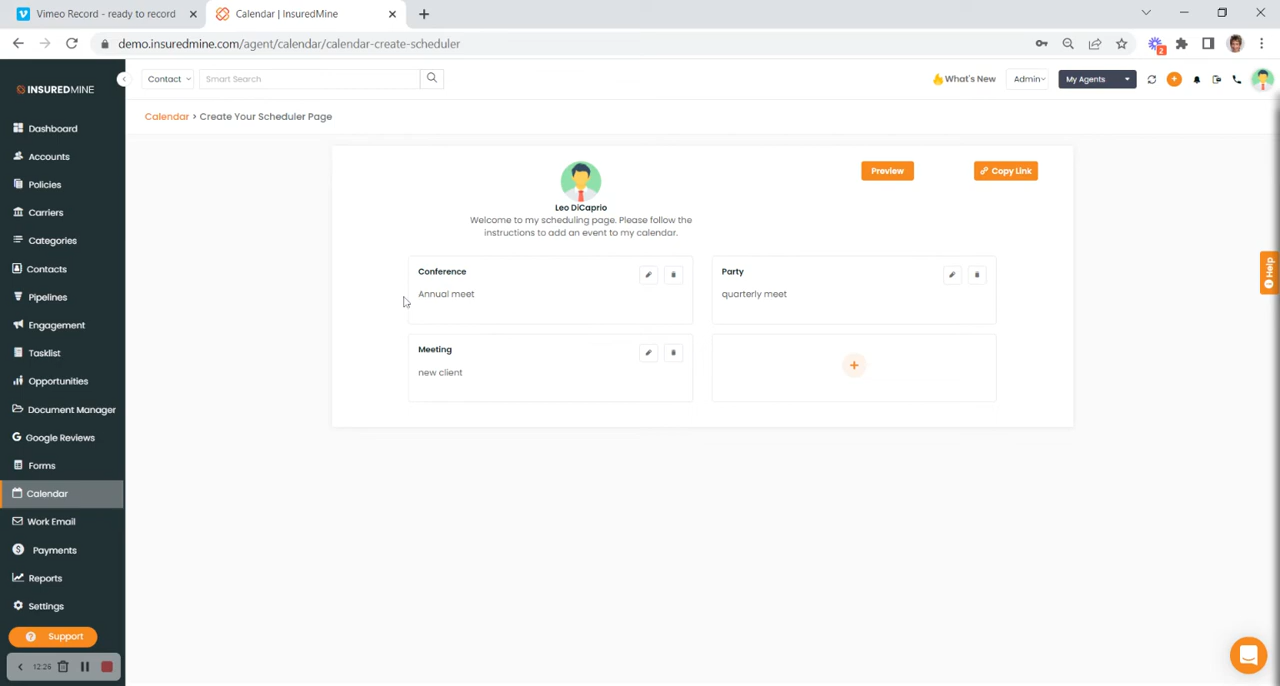 Vimeo Record - ready to record
Calendar | InsuredMine
demo.insuredmine.com/agent/calendar/calendar-create-scheduler
2
INSUREDMINE
Contact
Smart Search
What's New
Admin
My Agents
Calendar > Create Your Scheduler Page
Dashboard
Accounts
Policies
Carriers
Categories
Contacts
Pipelines
Engagement
Tasklist
Opportunities
Document Manager
Google Reviews
Forms
Calendar
Work Email
Payments
Reports
Settings
Support
12:26
Preview
Copy Link
Leo DiCaprio
Welcome to my scheduling page. Please follow the
instructions to add an event to my calendar.
Conference
Annual meet
Party
quarterly meet
Meeting
new client
Help